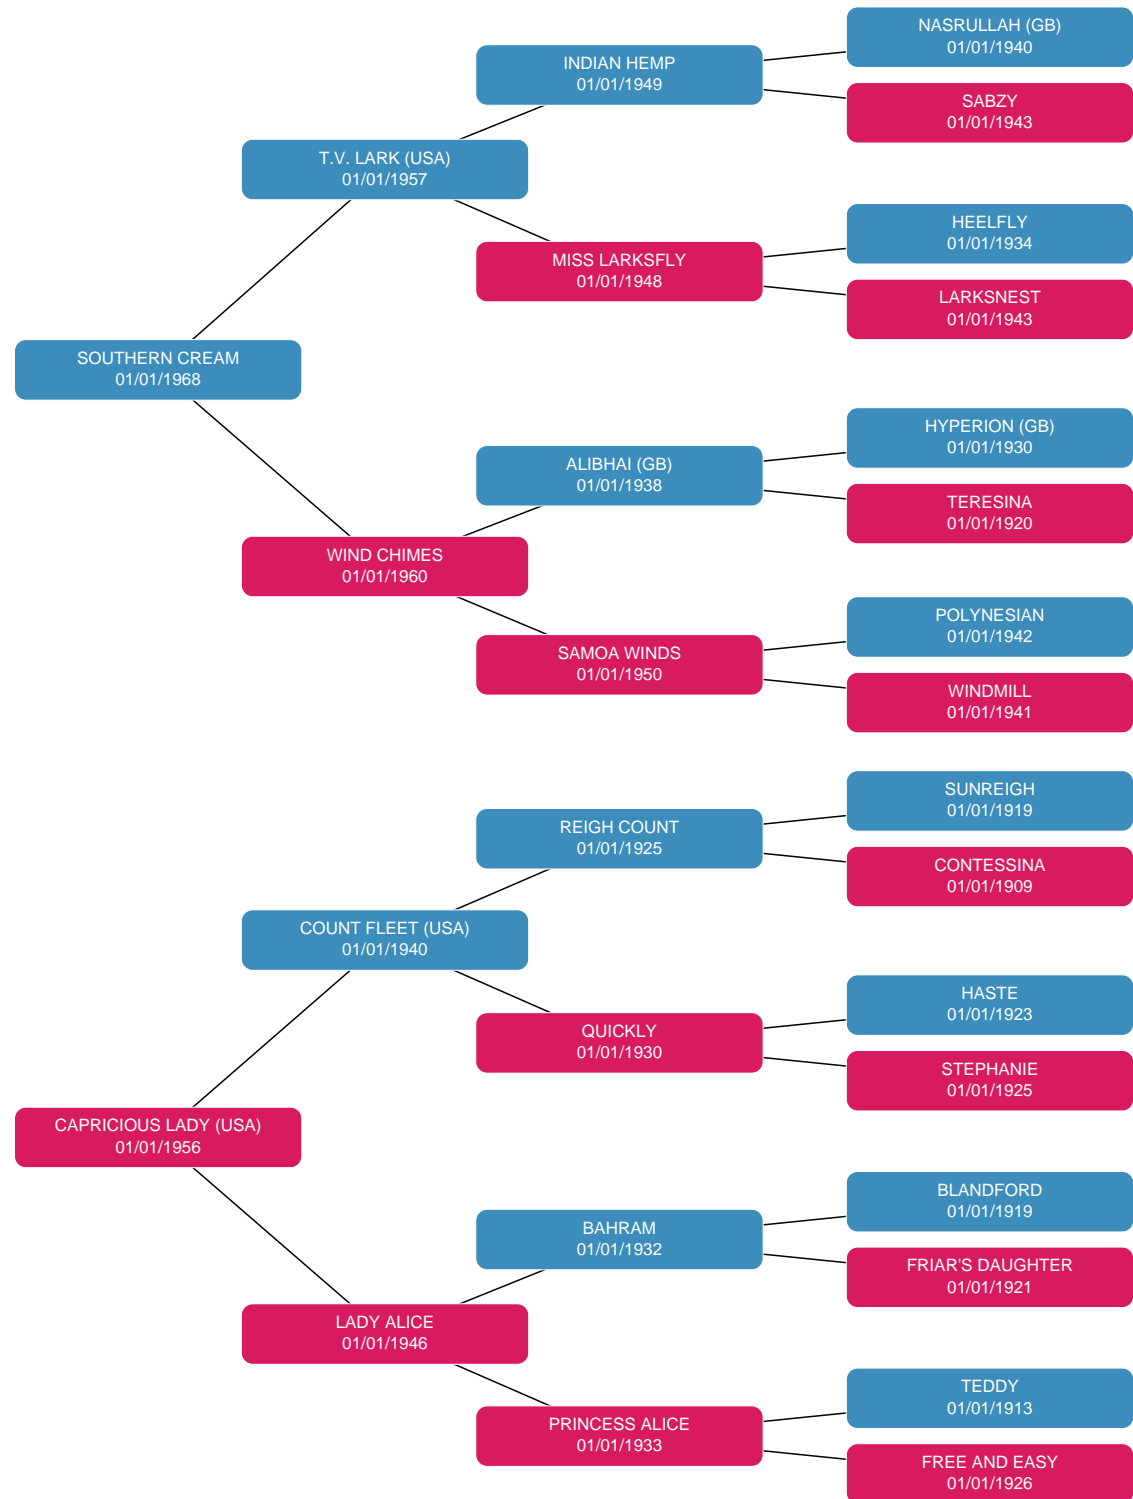 NASRULLAH (GB)
01/01/1940
INDIAN HEMP
01/01/1949
SABZY
01/01/1943
T.V. LARK (USA)
01/01/1957
HEELFLY
01/01/1934
MISS LARKSFLY
01/01/1948
LARKSNEST
01/01/1943
SOUTHERN CREAM
01/01/1968
HYPERION (GB)
01/01/1930
ALIBHAI (GB)
01/01/1938
TERESINA
01/01/1920
WIND CHIMES
01/01/1960
POLYNESIAN
01/01/1942
SAMOA WINDS
01/01/1950
WINDMILL
01/01/1941
SUNREIGH
01/01/1919
REIGH COUNT
01/01/1925
CONTESSINA
01/01/1909
COUNT FLEET (USA)
01/01/1940
HASTE
01/01/1923
QUICKLY
01/01/1930
STEPHANIE
01/01/1925
CAPRICIOUS LADY (USA)
01/01/1956
BLANDFORD
01/01/1919
BAHRAM
01/01/1932
FRIAR'S DAUGHTER
01/01/1921
LADY ALICE
01/01/1946
TEDDY
01/01/1913
PRINCESS ALICE
01/01/1933
FREE AND EASY
01/01/1926